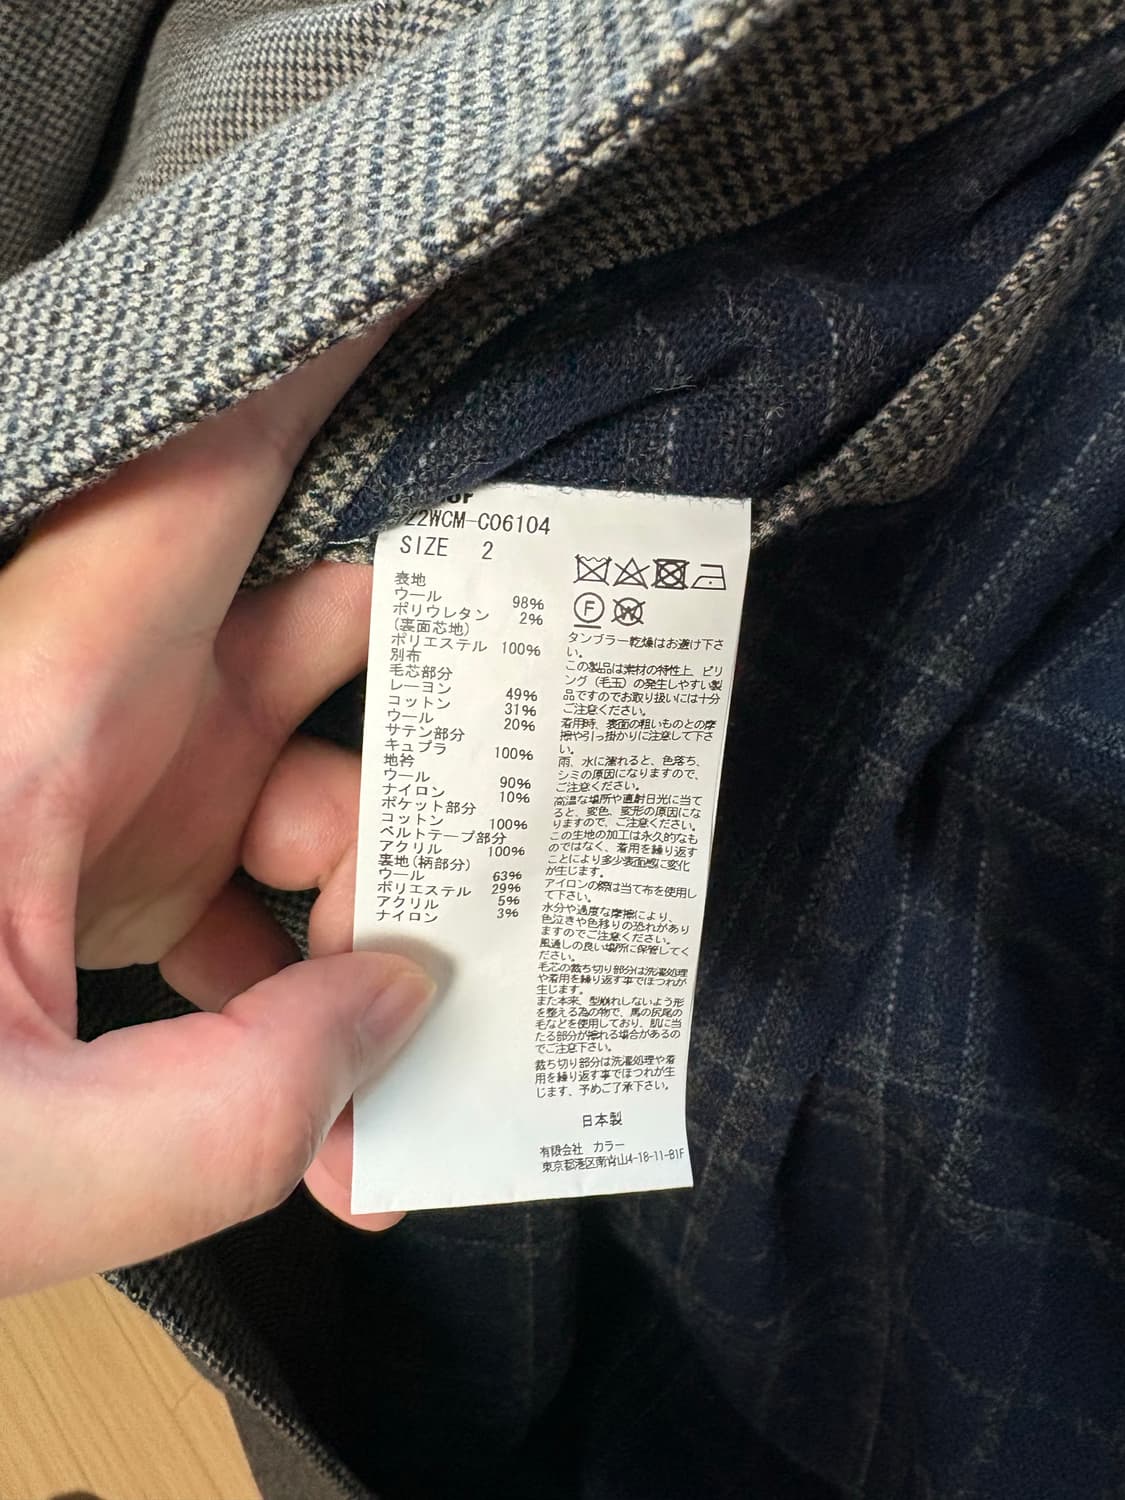 22WCM-C06104
SIZE 2
表地
ウール 98%
ポリウレタン 2%
(裏面芯地)
ポリエステル 100%
別布
毛芯部分
レーヨン 49%
コットン 31%
ウール 20%
サテン部分
キュプラ 100%
地衿
ウール 90%
ナイロン 10%
ポケット部分
コットン 100%
ベルトテープ部分
アクリル 100%
裏地(柄部分)
ウール 63%
ポリエステル 29%
アクリル 5%
ナイロン 3%
F
W
タンブラー乾燥はお避け下さ
い。
この製品は素材の特性上、ピリ
ング(毛玉)の発生しやすい製
品ですのでお取り扱いには十分
ご注意ください。
着用時、表面の粗いものとの摩
擦や引っ掛かりに注意して下さ
い。
雨、水に濡れると、色落ち、
シミの原因になりますので、
ご注意ください。
高温な場所や直射日光に当て
ると、変色、変形の原因にな
りますので、ご注意ください。
この生地の加工は永久的なも
のではなく、着用を繰り返す
ことにより多少表面感に変化
が生じます。
アイロンの際は当て布を使用し
て下さい。
水分や過度な摩擦により、
色泣きや色移りの恐れがあり
ますのでご注意ください。
風通しの良い場所に保管してく
ださい。
毛芯の裁ち切り部分は洗濯処理
や着用を繰り返す事でほつれが
生じます。
また本来、型崩れしないよう形
を整える為の物で、馬の尻尾の
毛などを使用しており、肌に当
たる部分が擦れる場合があるの
でご注意下さい。
裁ち切り部分は洗濯処理や着
用を繰り返す事でほつれが生
じます、予めご了承下さい。
日本製
有限会社 カラー
東京都港区南青山4-18-11-B1F